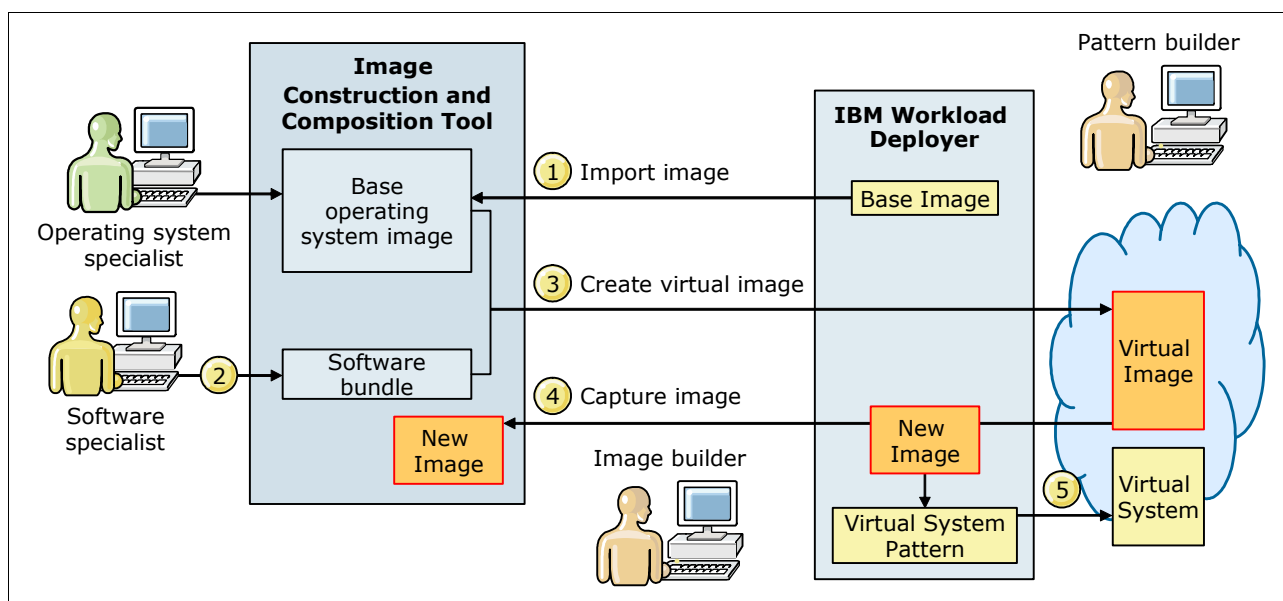 Image
Construction and
Composition Tool
Base
operating
system image
Software
bundle
New
Image
Operating system
specialist
2
Software
specialist
1 Import image
3 Create virtual image
4 Capture image
Image builder
IBM Workload
Deployer
Base Image
New
Image
Virtual System
Pattern
5
Pattern builder
Virtual
Image
Virtual
System